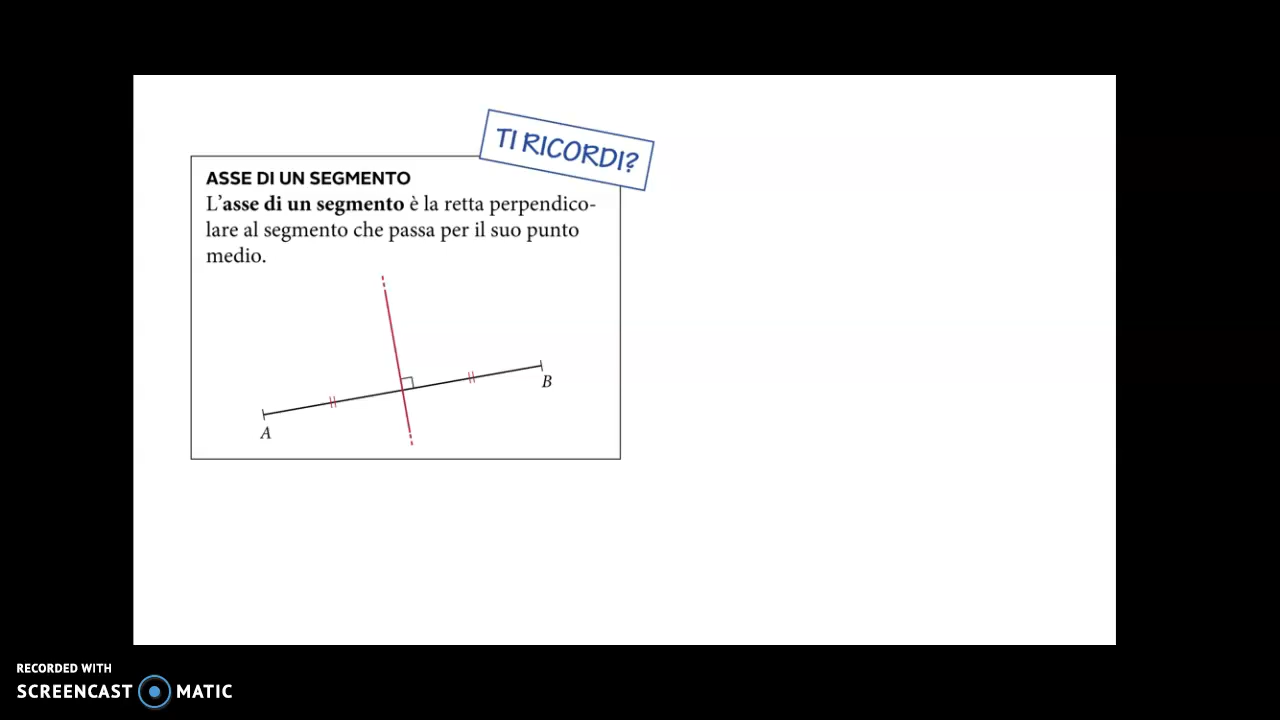 TI RICORDI?
ASSE DI UN SEGMENTO
L'asse di un segmento è la retta perpendico-
lare al segmento che passa per il suo punto
medio.
B
A
RECORDED WITH
SCREENCAST MATIC